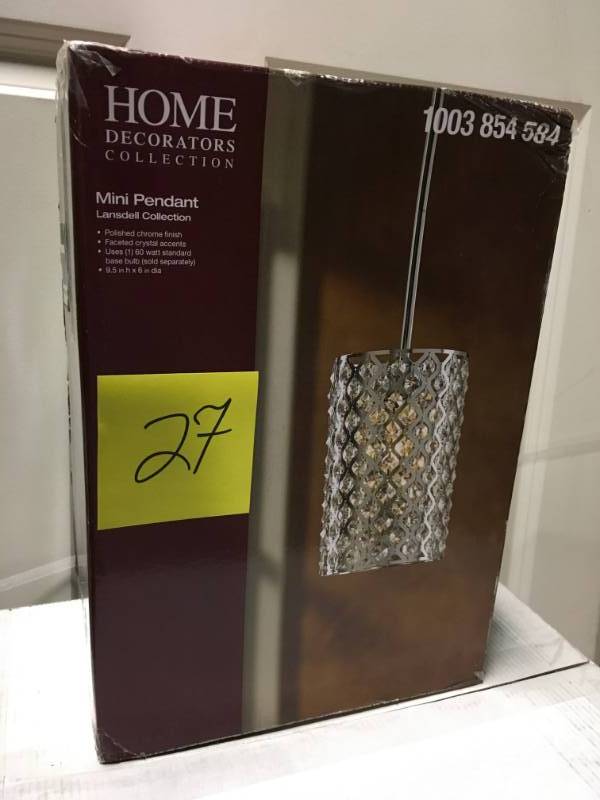 HOME
DECORATORS
COLLECTION
1003 854 584
Mini Pendant
Lansdell Collection
• Polished chrome finish
• Faceted crystal accents
• Uses (1) 60 watt standard
base bulb (sold separately)
• 9.5 in h x 6 in dia
27